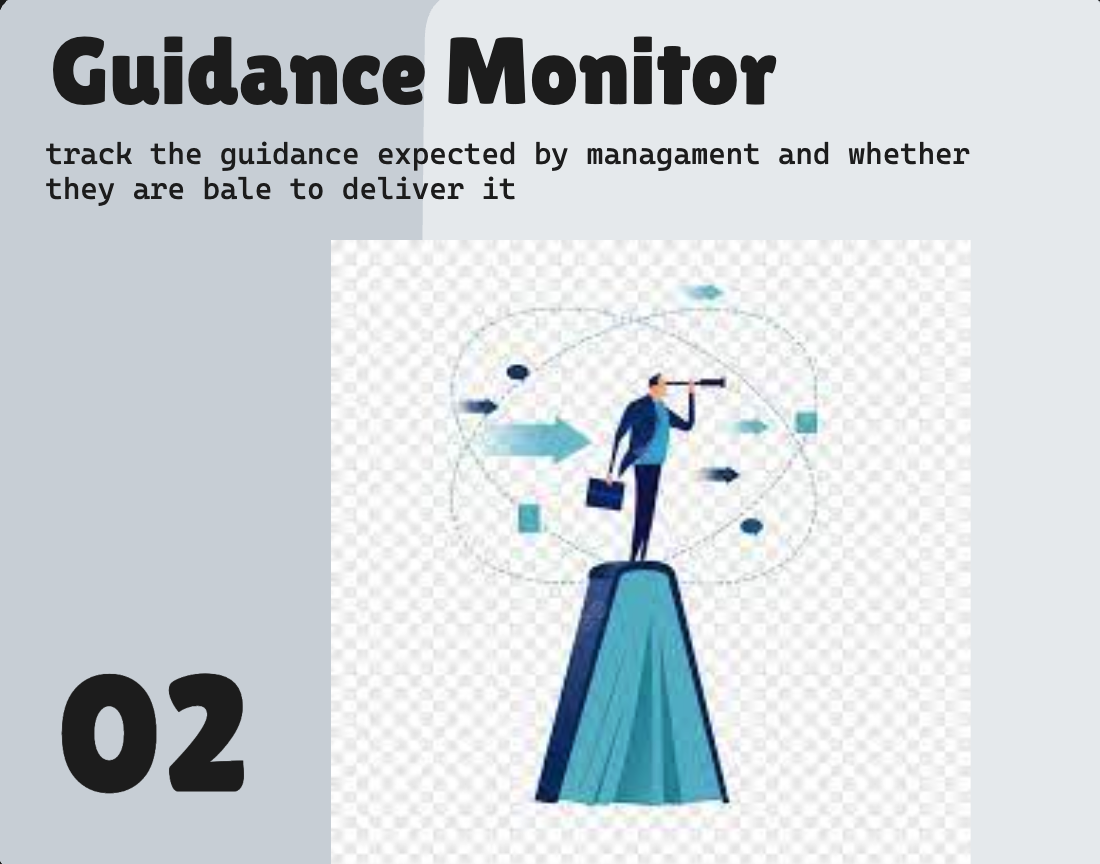 Guidance Monitor
track the guidance expected by managament and whether
they are bale to deliver it
02